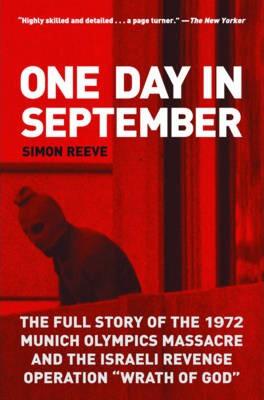 "Highly skilled and detailed . . . a page turner." —The New Yorker
ONE DAY IN
SEPTEMBER
SIMON REEVE
THE FULL STORY OF THE 1972
MUNICH OLYMPICS MASSACRE
AND THE ISRAELI REVENGE
OPERATION “WRATH OF GOD”